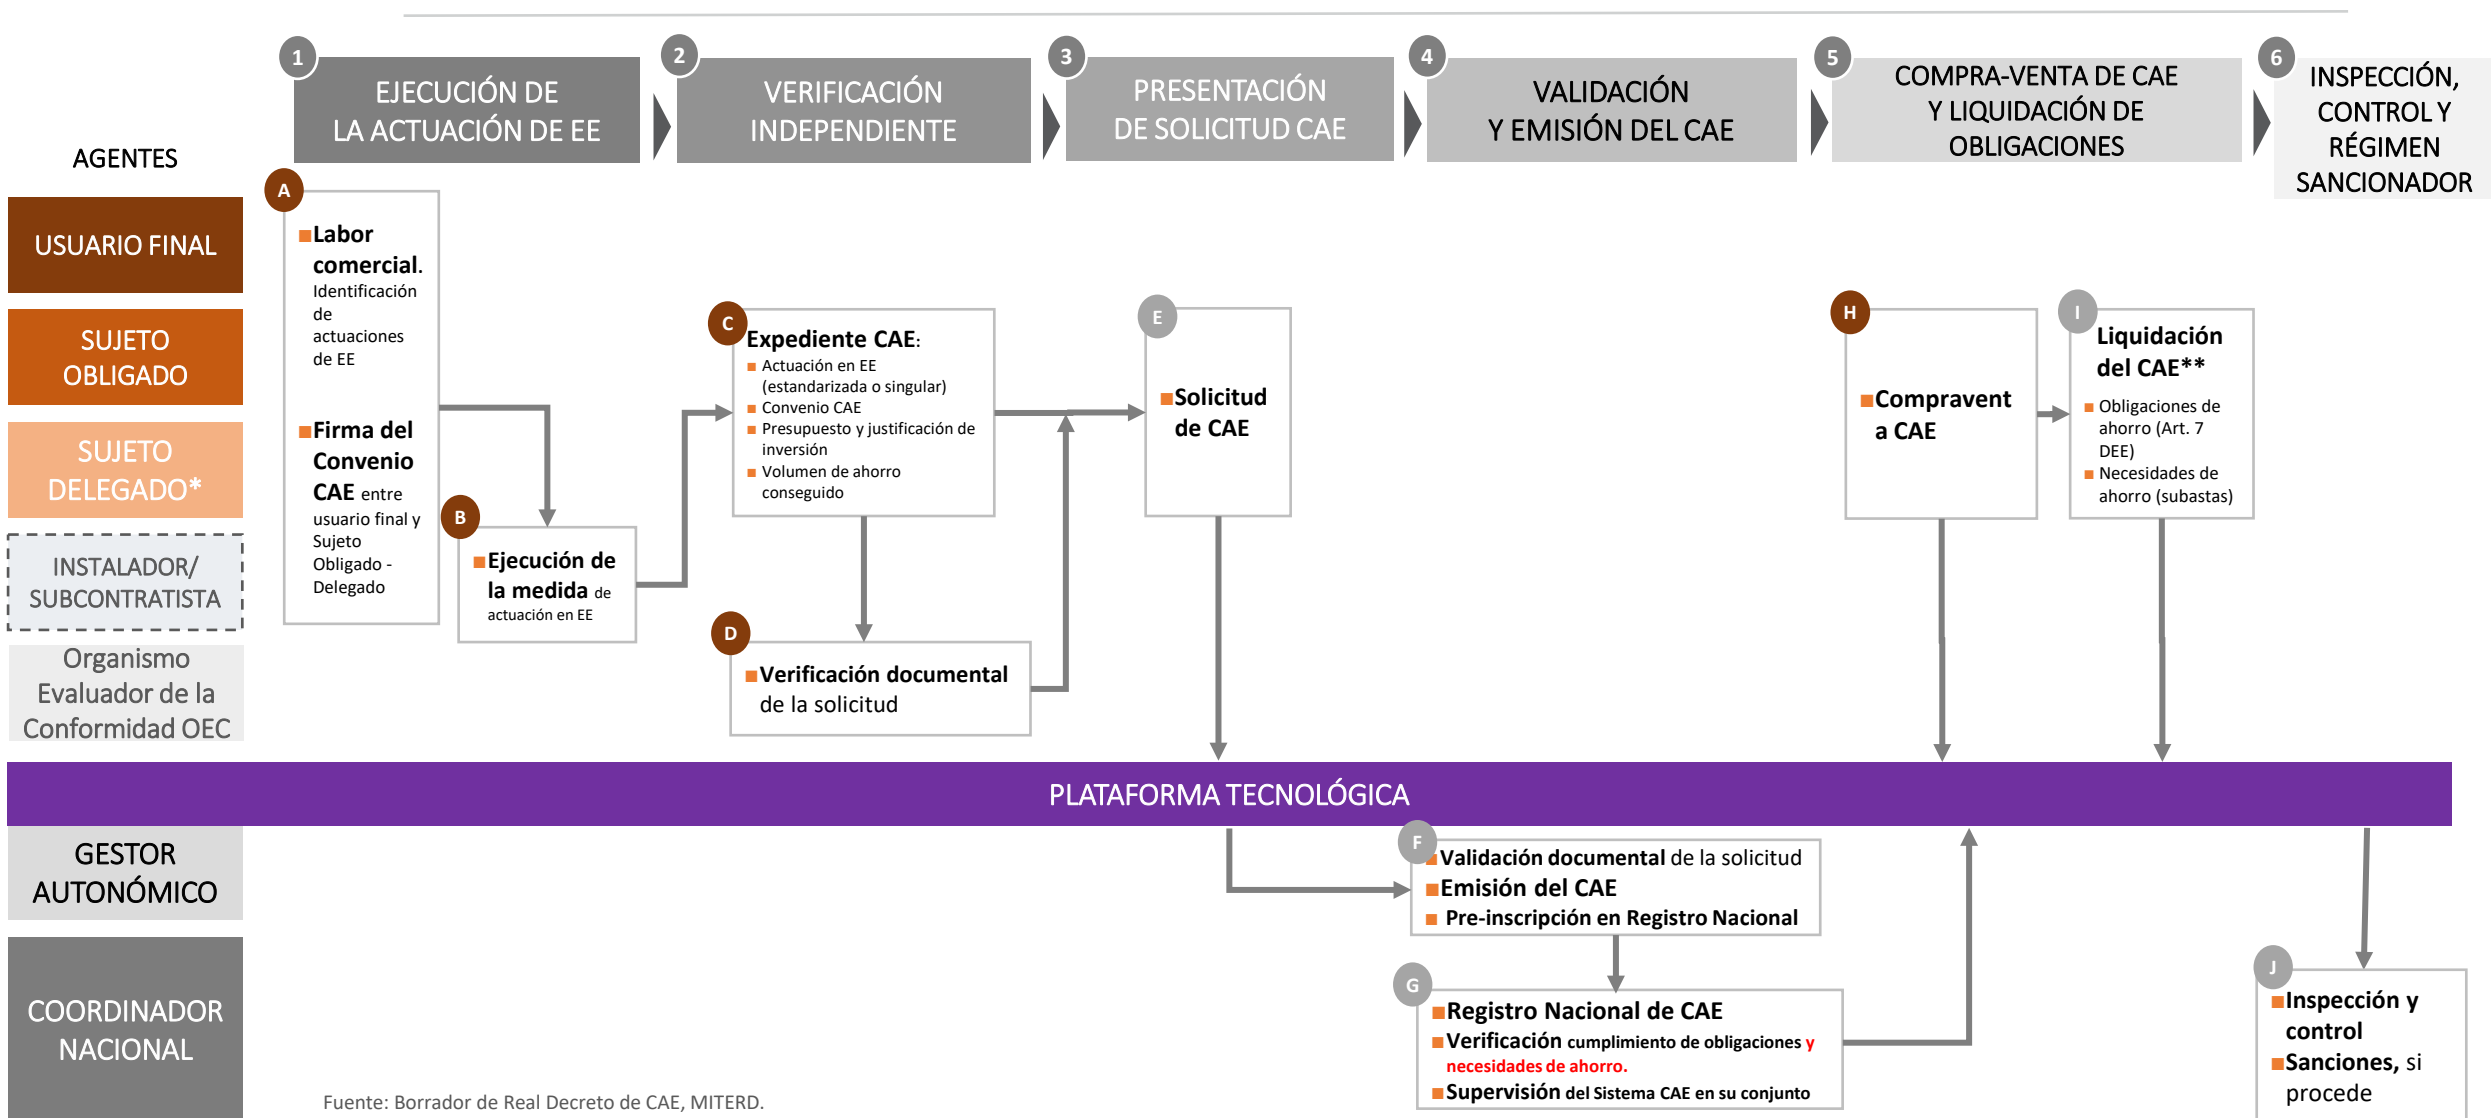 1
EJECUCIÓN DE
LA ACTUACIÓN DE EE
2
VERIFICACIÓN
INDEPENDIENTE
3
PRESENTACIÓN
DE SOLICITUD CAE
4
VALIDACIÓN
Y EMISIÓN DEL CAE
5
COMPRA-VENTA DE CAE
Y LIQUIDACIÓN DE
OBLIGACIONES
6
INSPECCIÓN,
CONTROL Y
RÉGIMEN
SANCIONADOR
AGENTES
USUARIO FINAL
SUJETO
OBLIGADO
SUJETO
DELEGADO*
INSTALADOR/
SUBCONTRATISTA
Organismo
Evaluador de la
Conformidad OEC
A
Labor
comercial.
Identificación
de
actuaciones
de EE
Firma del
Convenio
CAE entre
usuario final y
Sujeto
Obligado -
Delegado
B
Ejecución de
la medida de
actuación en EE
C
Expediente CAE:
Actuación en EE
(estandarizada o singular)
Convenio CAE
Presupuesto y justificación de
inversión
Volumen de ahorro
conseguido
D
Verificación documental
de la solicitud
E
Solicitud
de CAE
H
Compravent
a CAE
I
Liquidación
del CAE**
Obligaciones de
ahorro (Art. 7
DEE)
Necesidades de
ahorro (subastas)
PLATAFORMA TECNOLÓGICA
GESTOR
AUTONÓMICO
COORDINADOR
NACIONAL
F
Validación documental de la solicitud
Emisión del CAE
Pre-inscripción en Registro Nacional
G
Registro Nacional de CAE
Verificación cumplimiento de obligaciones y
necesidades de ahorro.
Supervisión del Sistema CAE en su conjunto
J
Inspección y
control
Sanciones, si
procede
Fuente: Borrador de Real Decreto de CAE, MITERD.